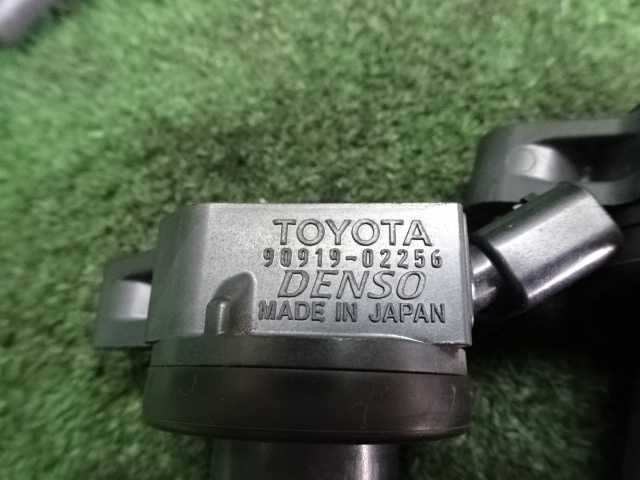 TOYOTA
90919-02256
DENSO
MADE IN JAPAN